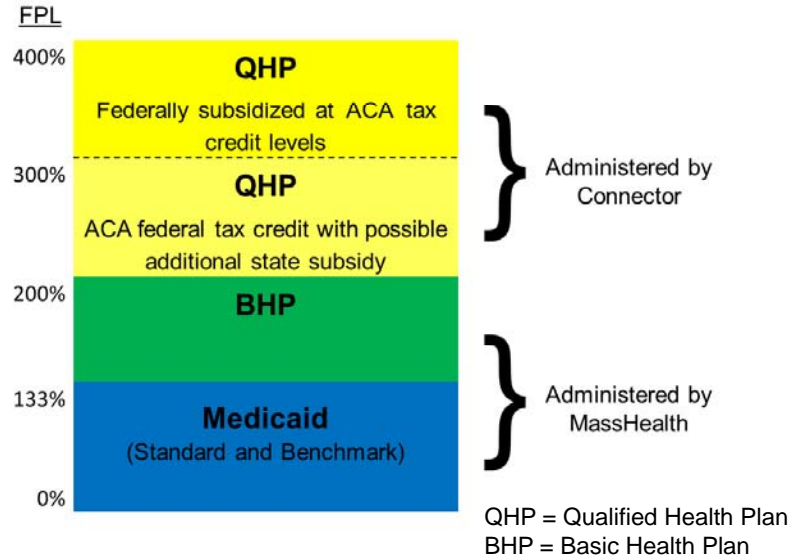 FPL
400%
QHP
Federally subsidized at ACA tax
credit levels
300%
QHP
ACA federal tax credit with possible
additional state subsidy
Administered by
Connector
200%
BHP
133%
Medicaid
(Standard and Benchmark)
0%
Administered by
MassHealth
QHP = Qualified Health Plan
BHP = Basic Health Plan